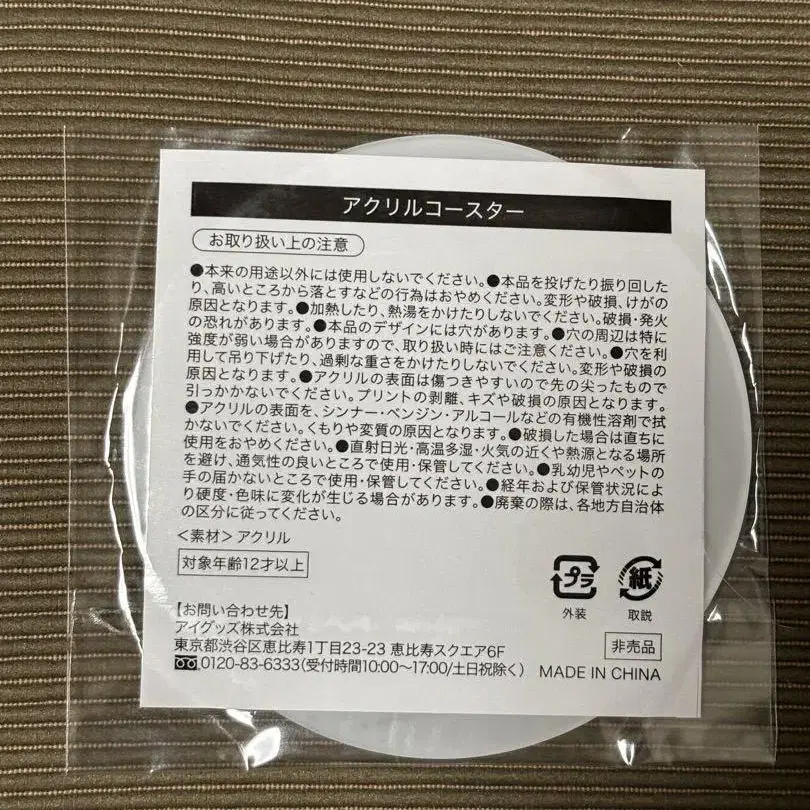 アクリルコースター
お取り扱い上の注意
●本来の用途以外には使用しないでください。●本品を投げたり振り回した
り、高いところから落とすなどの行為はおやめください。変形や破損、けがの
原因となります。●加熱したり、熱湯をかけたりしないでください。破損・発火
の恐れがあります。●本品のデザインには穴があります。●穴の周辺は特に
強度が弱い場合がありますので、取り扱い時にはご注意ください。●穴を利
用して吊り下げたり、過剰な重さをかけたりしないでください。変形や破損の
原因となります。●アクリルの表面は傷つきやすいので先の尖ったもので
引っかかないでください。プリントの剥離、キズや破損の原因となります。
●アクリルの表面を、シンナー・ベンジン・アルコールなどの有機性溶剤で拭
かないでください。くもりや変質の原因となります。●破損した場合は直ちに
使用をおやめください。●直射日光・高温多湿・火気の近くや熱源となる場所
を避け、通気性の良いところで使用・保管してください。●乳幼児やペットの
手の届かないところで使用・保管してください。●経年および保管状況によ
り硬度・色味に変化が生じる場合があります。●廃棄の際は、各地方自治体
の区分に従ってください。
＜素材＞アクリル
対象年齢12才以上
プラ 紙
外装 取説
【お問い合わせ先】
アイグッズ株式会社
東京都渋谷区恵比寿1丁目23-23 恵比寿スクエア6F
非売品
0120-83-6333(受付時間10:00〜17:00/土日祝除く)
MADE IN CHINA